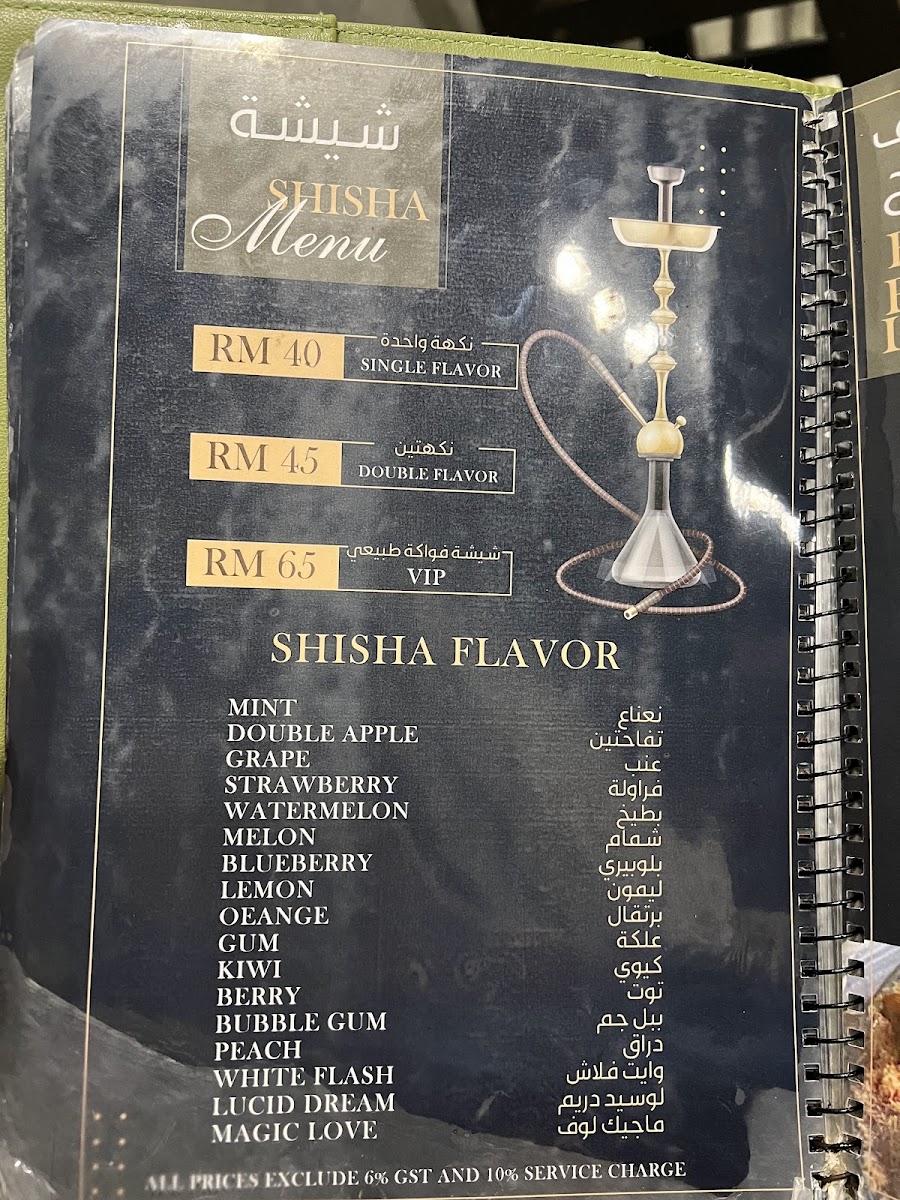 شيشة
SHISHA
Menu
RM 40
نكهة واحدة
SINGLE FLAVOR
RM 45
نكهتين
DOUBLE FLAVOR
RM 65
شيشة فواكة طبيعي
VIP
SHISHA FLAVOR
MINT نعناع
DOUBLE APPLE تفاحتين
GRAPE عنب
STRAWBERRY فراولة
WATERMELON بطيخ
MELON شمام
BLUEBERRY بلوبيري
LEMON ليمون
OEANGE برتقال
GUM علكة
KIWI كيوي
BERRY توت
BUBBLE GUM ببل جم
PEACH دراق
WHITE FLASH وايت فلاش
LUCID DREAM لوسيد دريم
MAGIC LOVE ماجيك لوف
ALL PRICES EXCLUDE 6% GST AND 10% SERVICE CHARGE